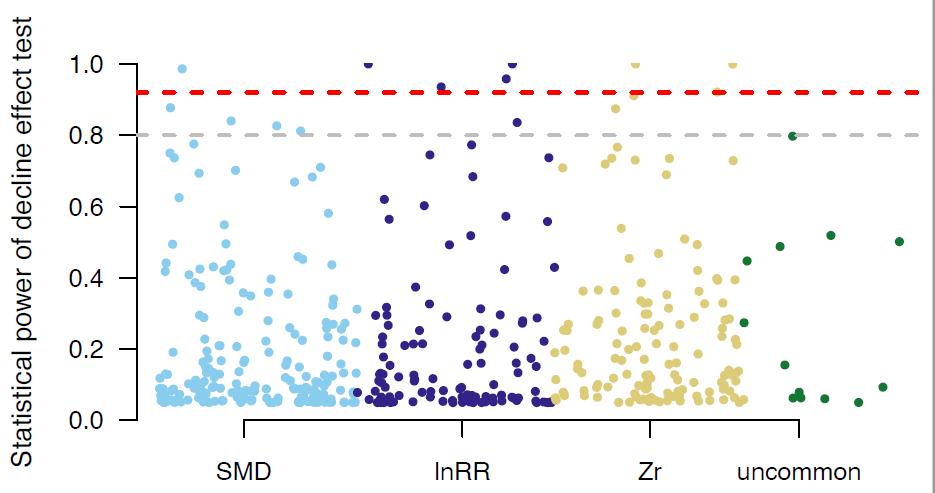 Statistical power of decline effect test
1.0
0.8
0.6
0.4
0.2
0.0
SMD
lnRR
Zr
uncommon